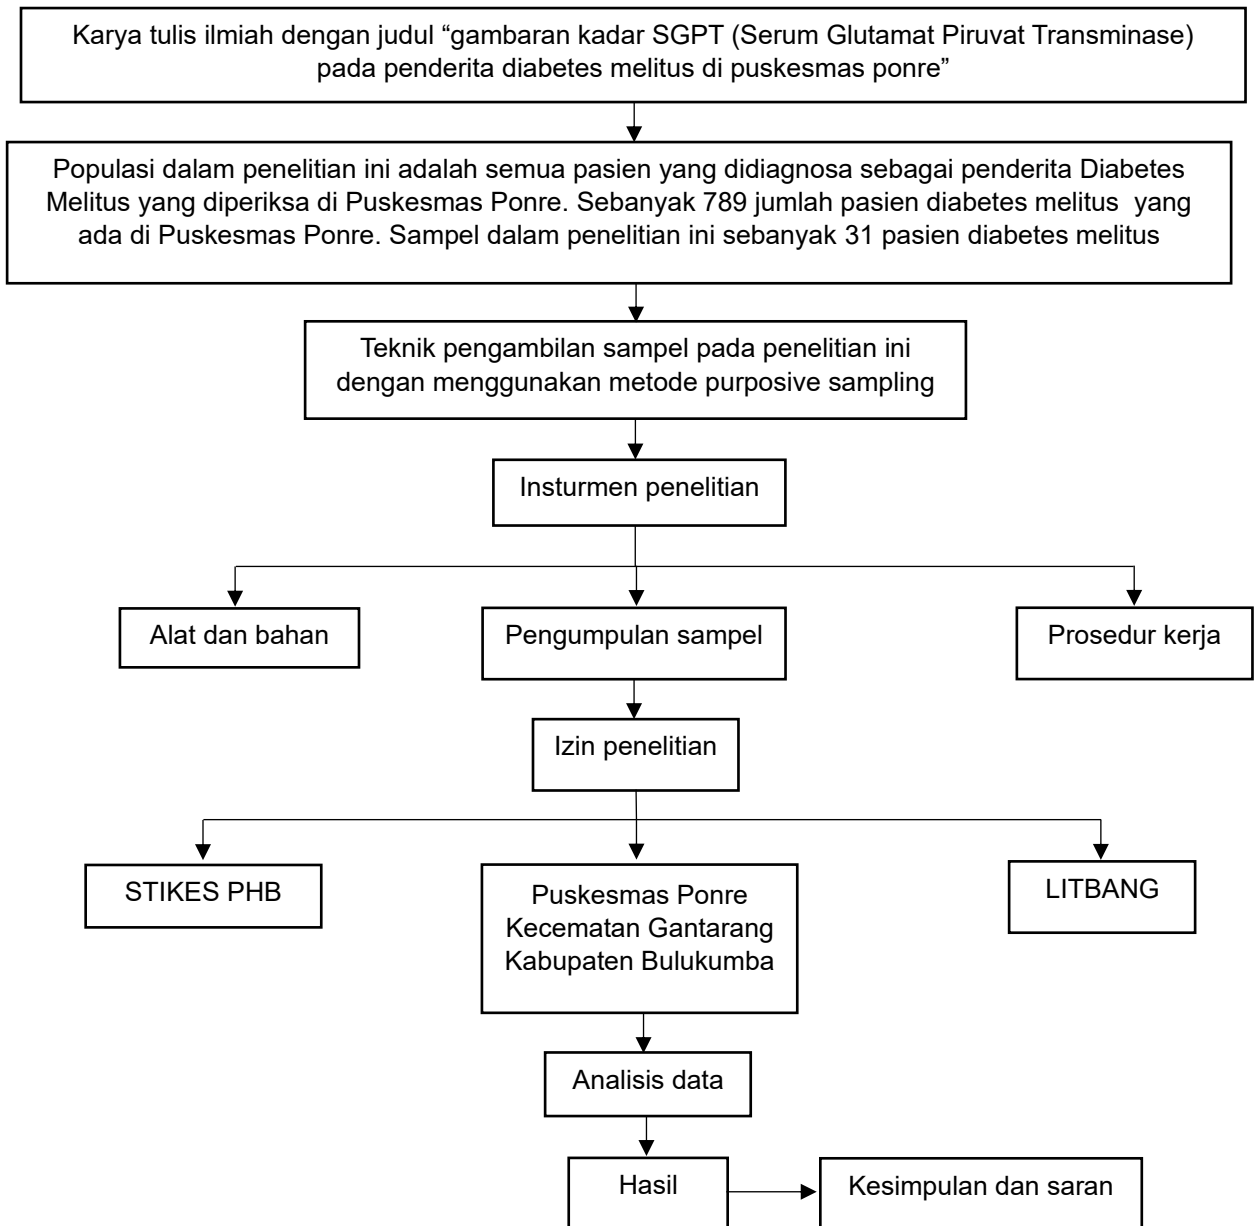 Karya tulis ilmiah dengan judul “gambaran kadar SGPT (Serum Glutamat Piruvat Transminase)
pada penderita diabetes melitus di puskesmas ponre”
Populasi dalam penelitian ini adalah semua pasien yang didiagnosa sebagai penderita Diabetes
Melitus yang diperiksa di Puskesmas Ponre. Sebanyak 789 jumlah pasien diabetes melitus yang
ada di Puskesmas Ponre. Sampel dalam penelitian ini sebanyak 31 pasien diabetes melitus
Teknik pengambilan sampel pada penelitian ini
dengan menggunakan metode purposive sampling
Insturmen penelitian
Alat dan bahan
Pengumpulan sampel
Prosedur kerja
Izin penelitian
STIKES PHB
Puskesmas Ponre
Kecematan Gantarang
Kabupaten Bulukumba
LITBANG
Analisis data
Hasil
Kesimpulan dan saran